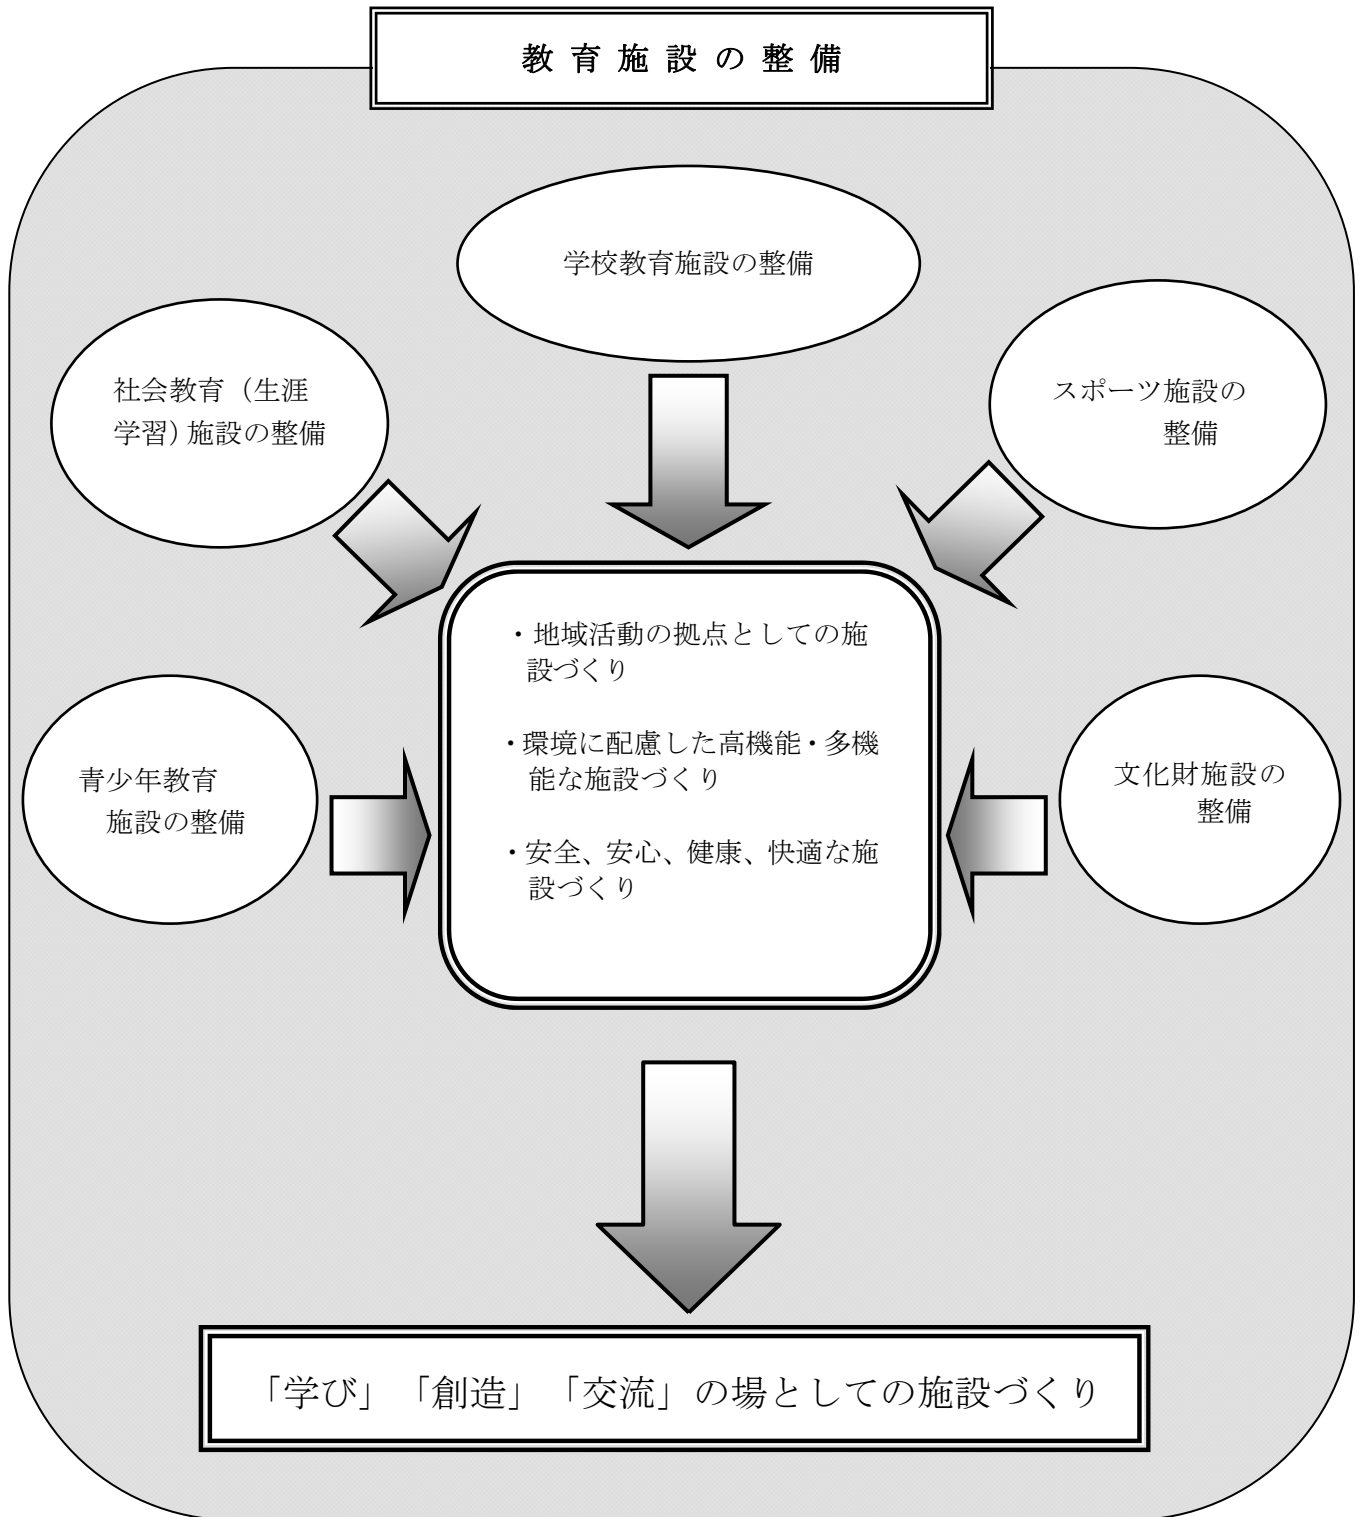 教育施設の整備
学校教育施設の整備
社会教育（生涯
学習）施設の整備
スポーツ施設の
整備
・地域活動の拠点としての施
設づくり
・環境に配慮した高機能・多機
能な施設づくり
・安全、安心、健康、快適な施
設づくり
青少年教育
施設の整備
文化財施設の
整備
「学び」「創造」「交流」の場としての施設づくり